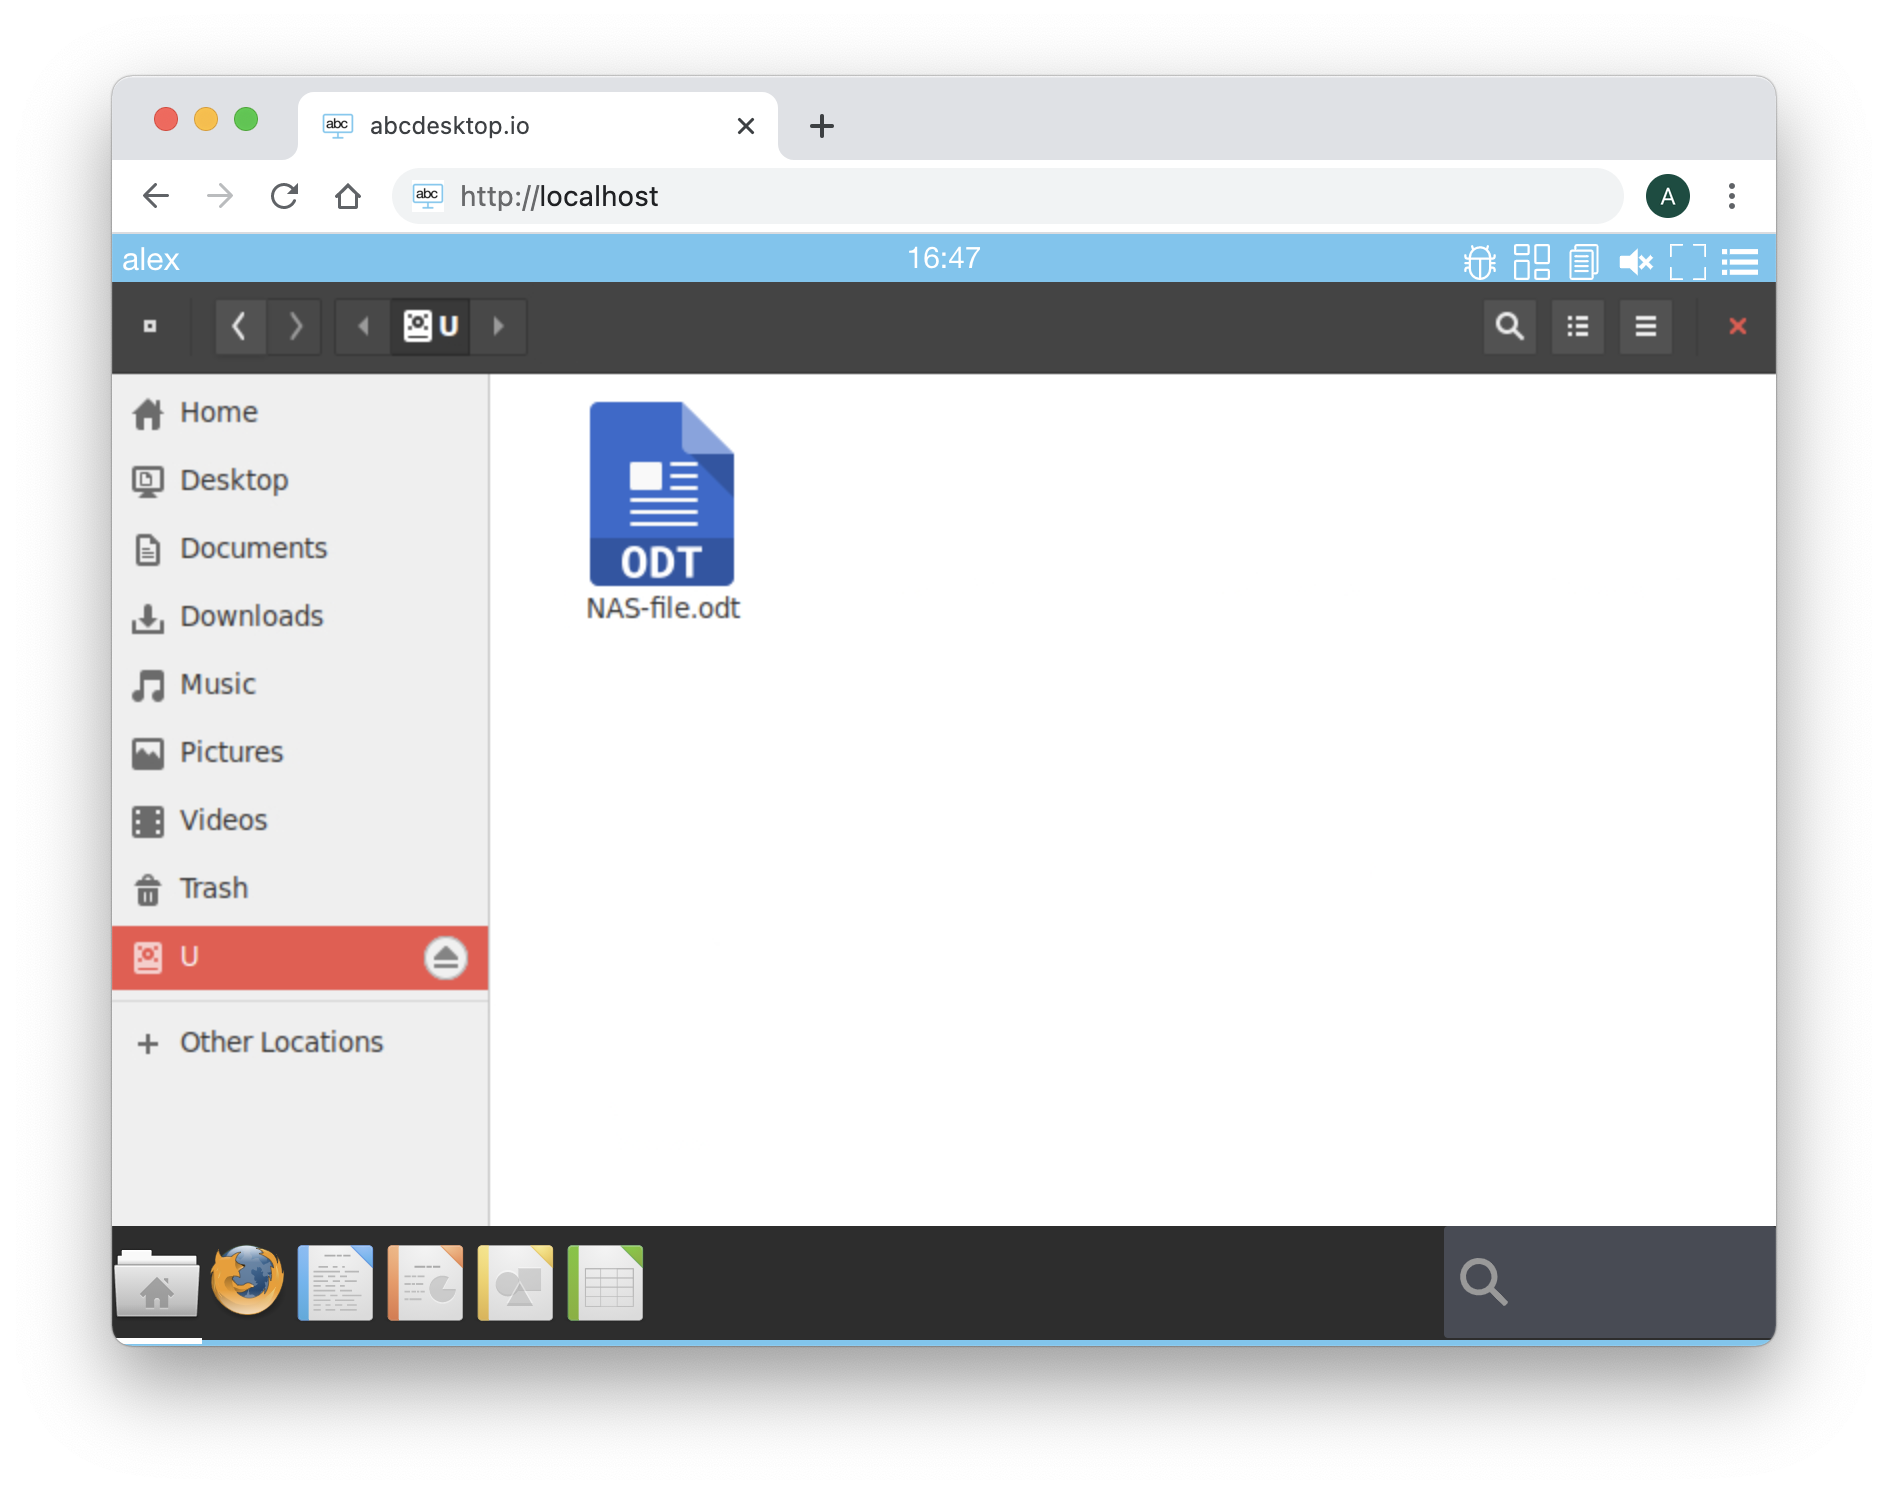 abc abcdesktop.io
abc http://localhost
A
alex 16:47
U
Home
Desktop
Documents
Downloads
Music
Pictures
Videos
Trash
U
Other Locations
ODT
NAS-file.odt